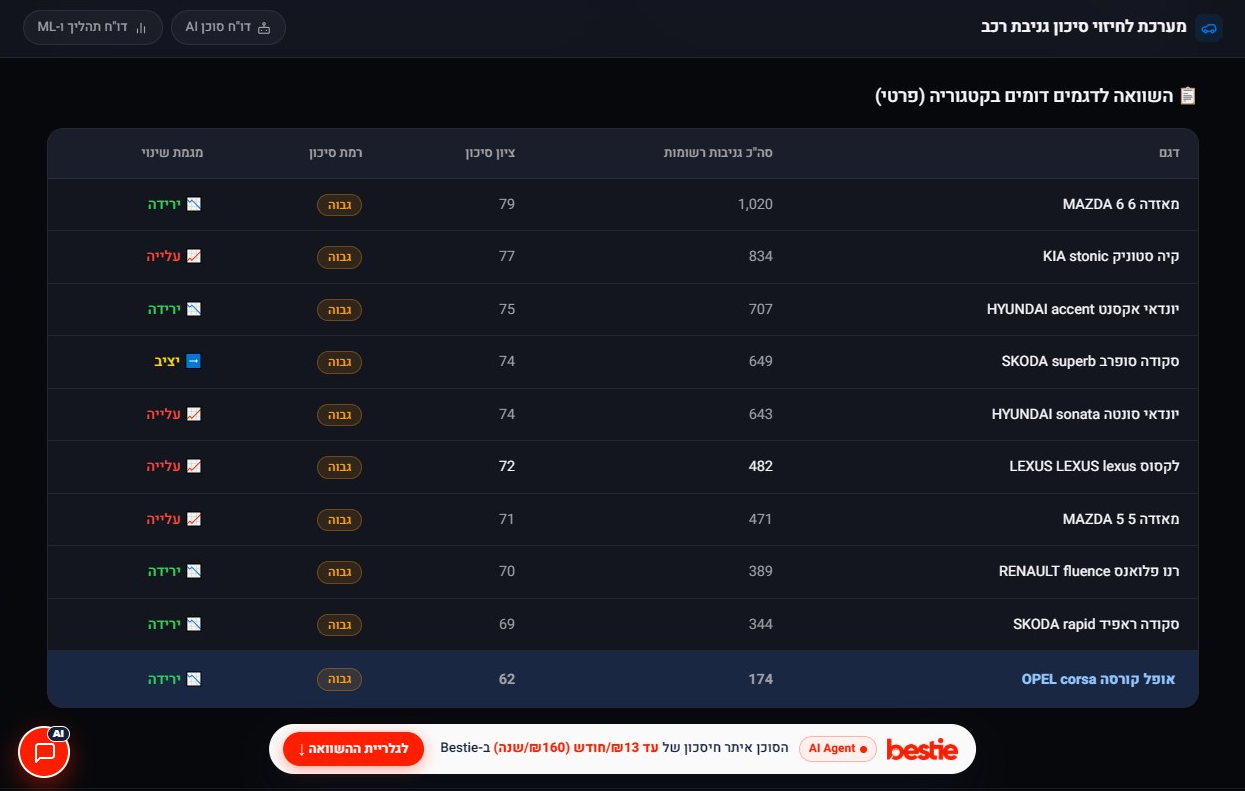 מערכת לחיזוי סיכון גניבת רכב
דו"ח סוכן AI
דו"ח תהליך ו-ML
השוואה לדגמים דומים בקטגוריה (פרטי)
דגם סה"כ גניבות רשומות ציון סיכון רמת סיכון מגמת שינוי
מאזדה 6 MAZDA 6 1,020 79 גבוה ירידה
קיה סטוניק KIA stonic 834 77 גבוה עלייה
יונדאי אקסנט HYUNDAI accent 707 75 גבוה ירידה
סקודה סופרב SKODA superb 649 74 גבוה יציב
יונדאי סונטה HYUNDAI sonata 643 74 גבוה עלייה
לקסוס LEXUS LEXUS lexus 482 72 גבוה עלייה
מאזדה 5 MAZDA 5 471 71 גבוה עלייה
רנו פלואנס RENAULT fluence 389 70 גבוה ירידה
סקודה ראפיד SKODA rapid 344 69 גבוה ירידה
אופל קורסה OPEL corsa 174 62 גבוה ירידה
bestie AI Agent הסוכן איתר חיסכון של עד ₪13/חודש (₪160/שנה) ב-Bestie לגלריית ההשוואה ↓
AI